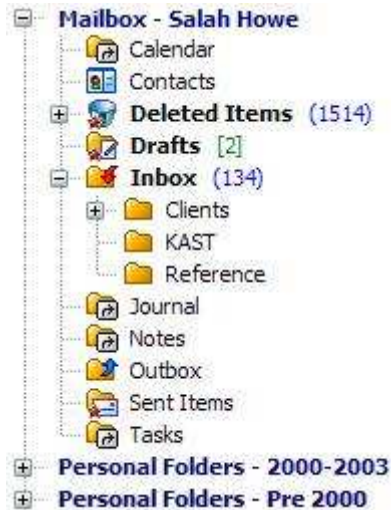 Mailbox - Salah Howe
Calendar
Contacts
Deleted Items (1514)
Drafts [2]
Inbox (134)
Clients
KAST
Reference
Journal
Notes
Outbox
Sent Items
Tasks
Personal Folders - 2000-2003
Personal Folders - Pre 2000